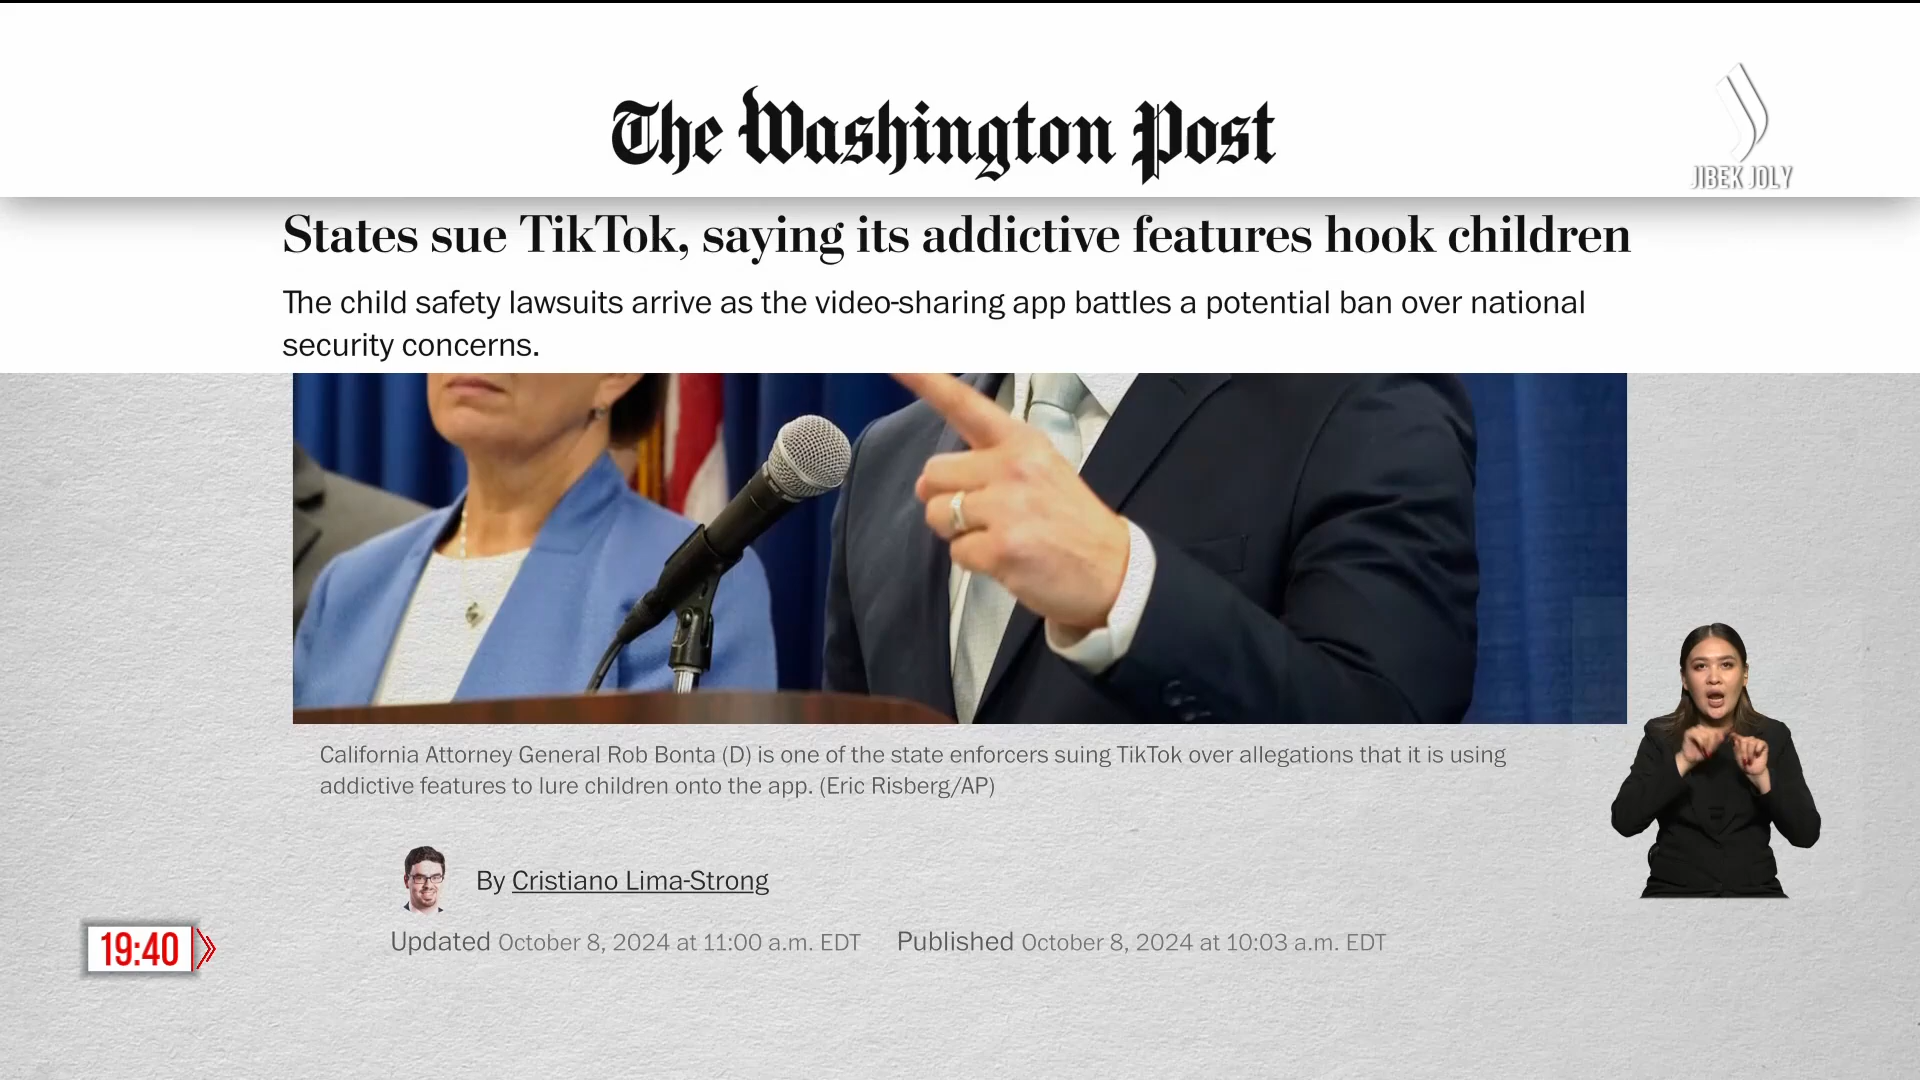 The Washington Post
JIBEK JOLY
States sue TikTok, saying its addictive features hook children
The child safety lawsuits arrive as the video-sharing app battles a potential ban over national
security concerns.
California Attorney General Rob Bonta (D) is one of the state enforcers suing TikTok over allegations that it is using
addictive features to lure children onto the app. (Eric Risberg/AP)
By Cristiano Lima-Strong
Updated October 8, 2024 at 11:00 a.m. EDT Published October 8, 2024 at 10:03 a.m. EDT
19:40